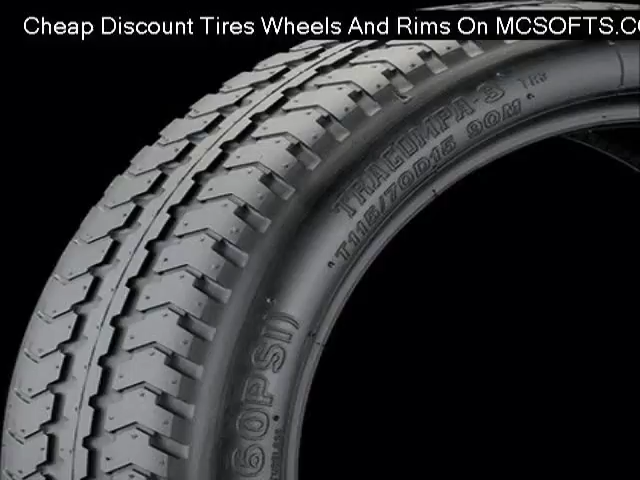 Cheap Discount Tires Wheels And Rims On MCSOFTS.CO
TRACOMPA-3
T115/70D15 90M
60PSI)